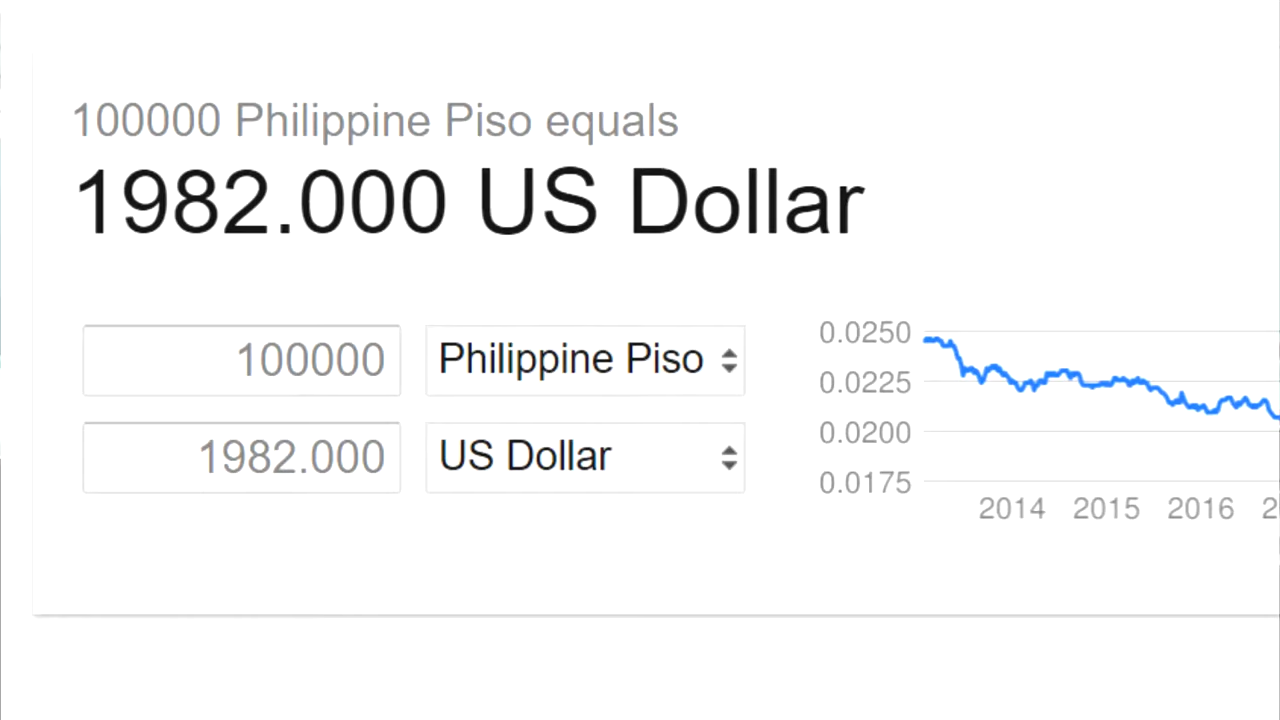 100000 Philippine Piso equals
1982.000 US Dollar
100000 Philippine Piso
1982.000 US Dollar
0.0250
0.0225
0.0200
0.0175
2014 2015 2016